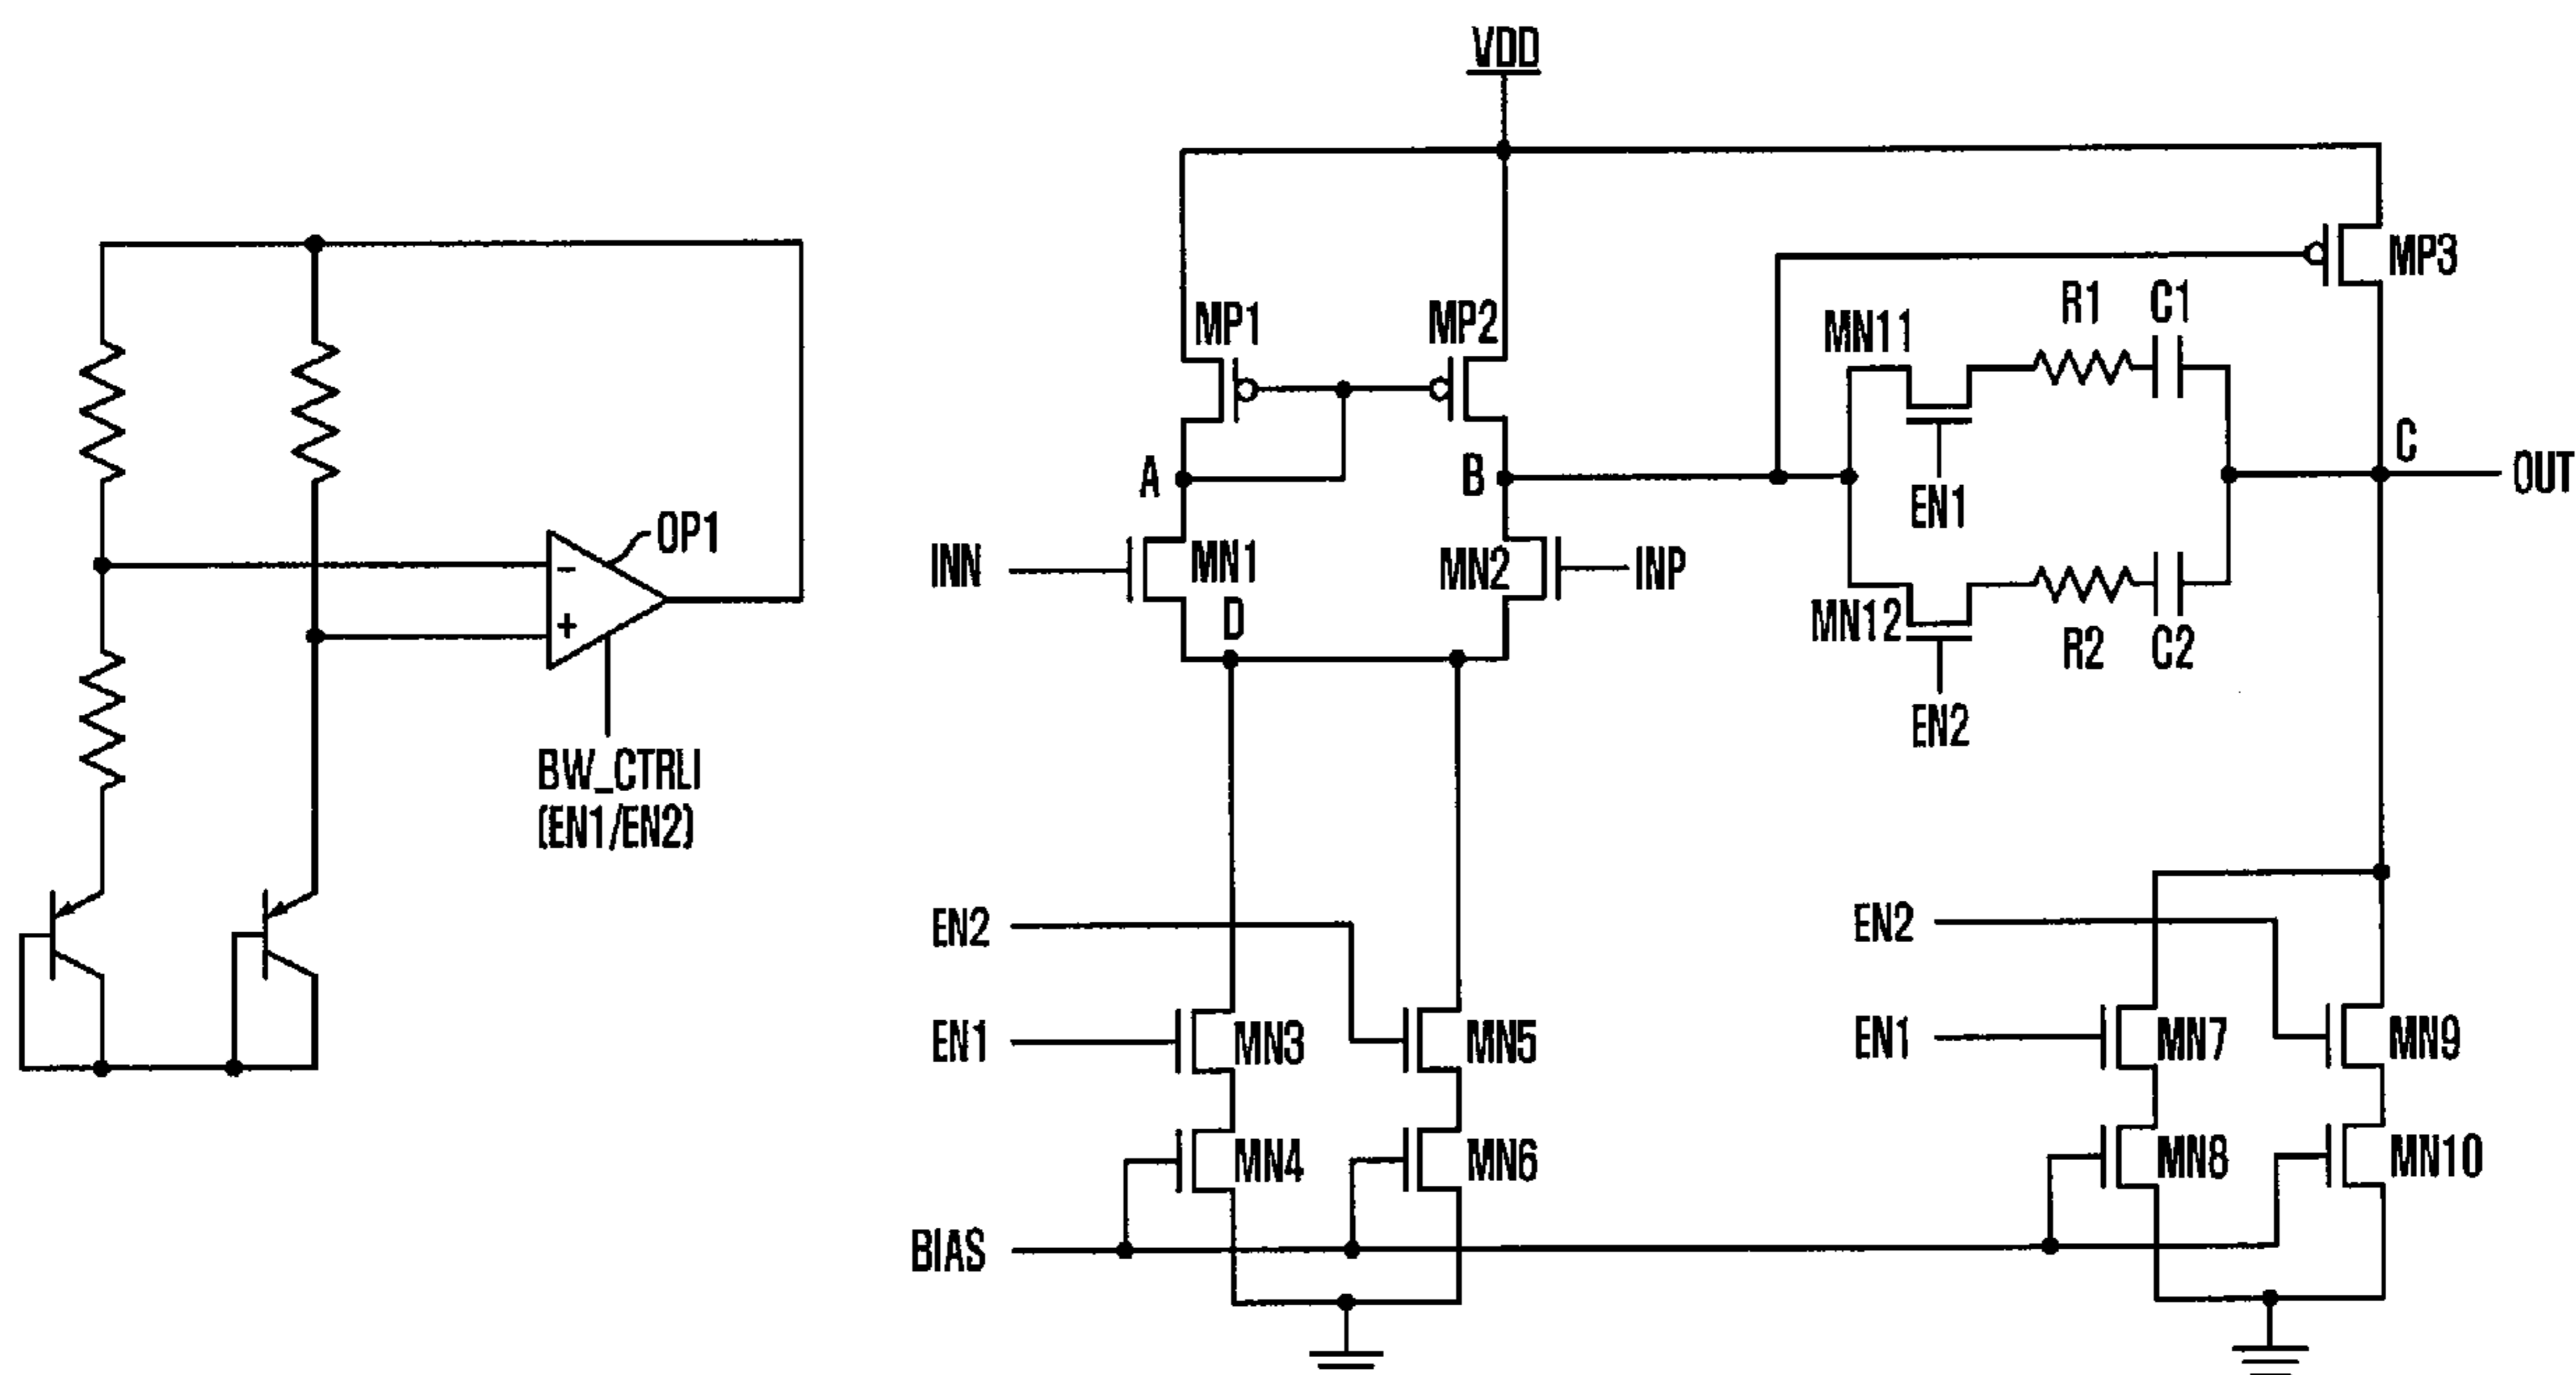 OP1
-
+
BW_CTRLI
(EN1/EN2)
VDD
MP1
MP2
MP3
MN11
R1
C1
A
B
C
OUT
EN1
INN
MN1
MN2
INP
D
MN12
R2
C2
EN2
EN2
EN1
MN3
MN5
MN4
MN6
BIAS
EN2
EN1
MN7
MN9
MN8
MN10